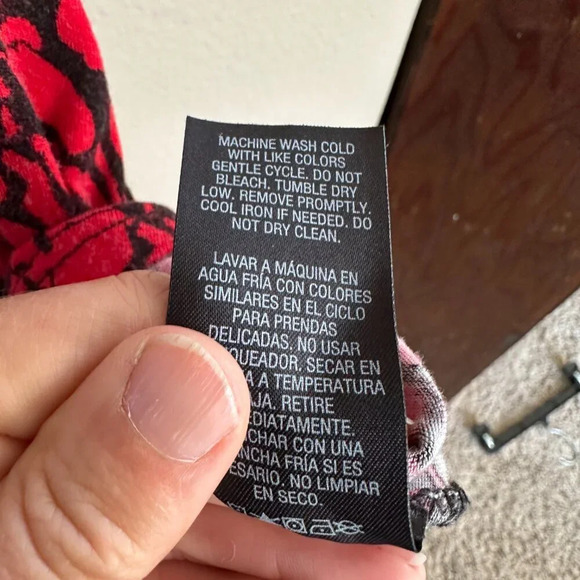 MACHINE WASH COLD
WITH LIKE COLORS
GENTLE CYCLE. DO NOT
BLEACH. TUMBLE DRY
LOW. REMOVE PROMPTLY.
COOL IRON IF NEEDED. DO
NOT DRY CLEAN.
LAVAR A MÁQUINA EN
AGUA FRÍA CON COLORES
SIMILARES EN EL CICLO
PARA PRENDAS
DELICADAS. NO USAR
SECAR EN
A TEMPERATURA
RETIRE
CON UNA
FRÍA SI ES
NO LIMPIAR
EN SECO.